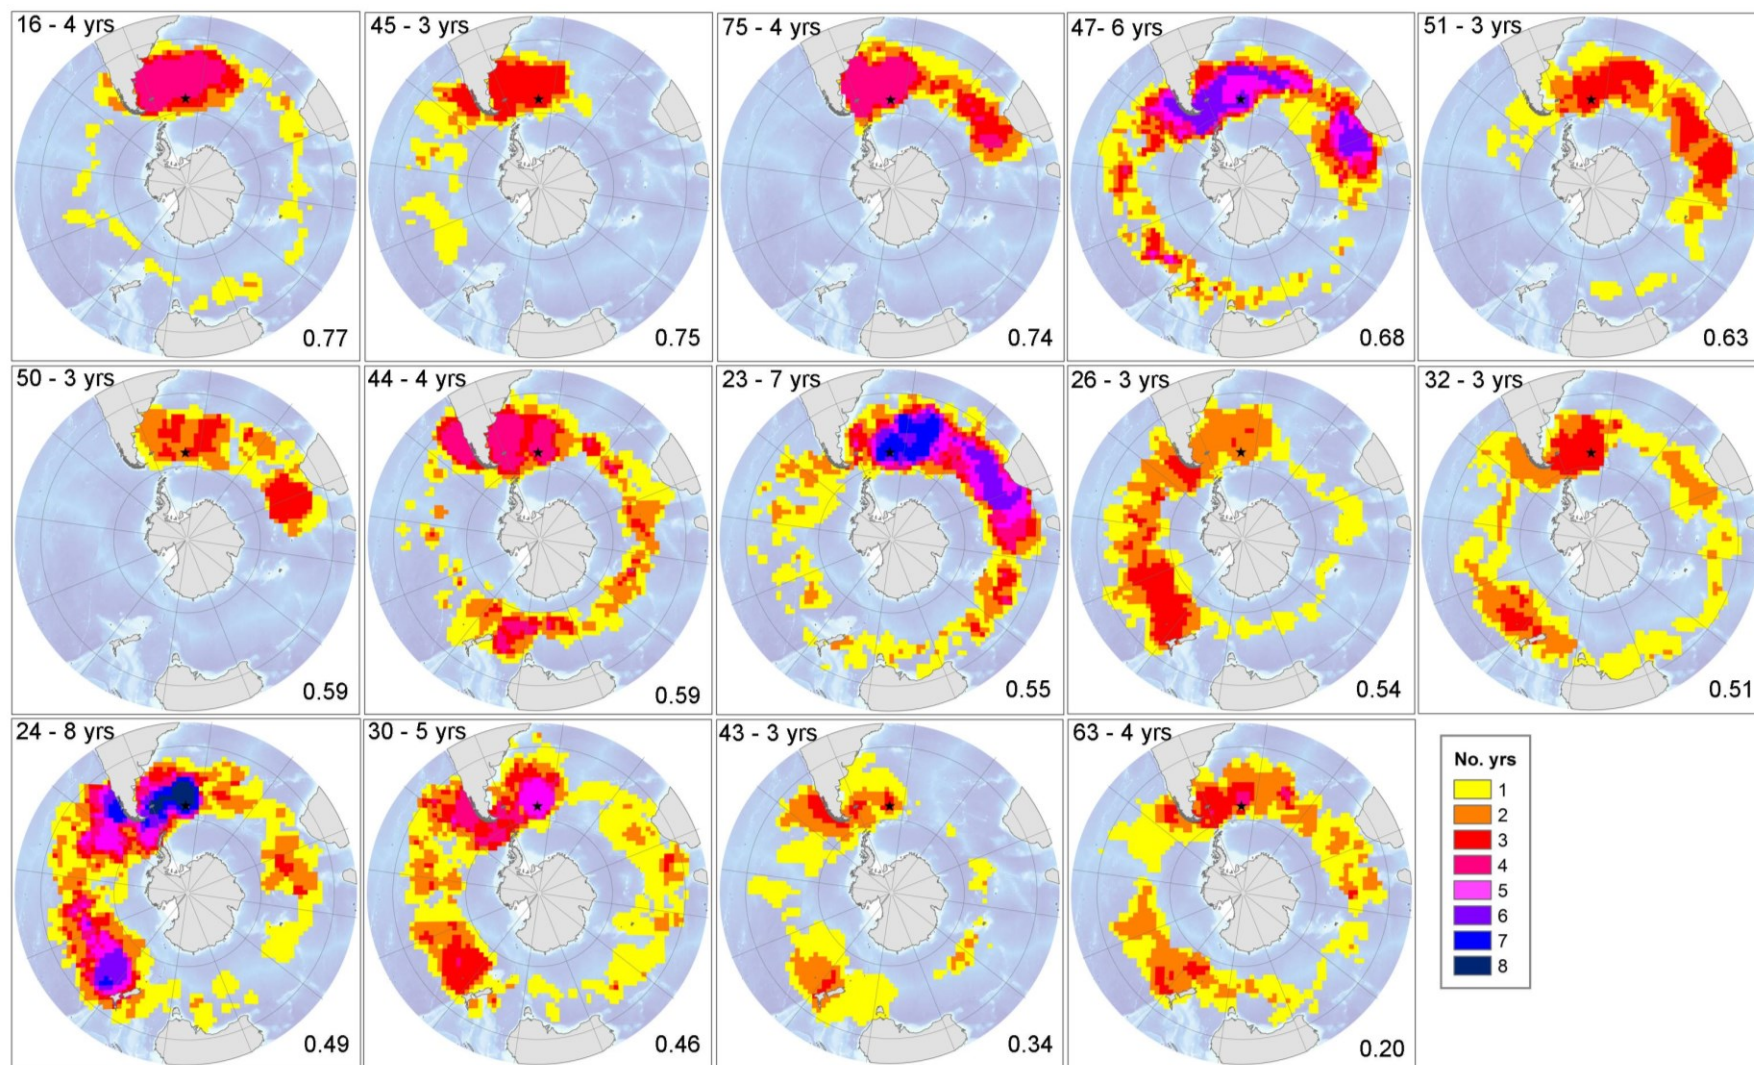 16 - 4 yrs
0.77
45 - 3 yrs
0.75
75 - 4 yrs
0.74
47- 6 yrs
0.68
51 - 3 yrs
0.63
50 - 3 yrs
0.59
44 - 4 yrs
0.59
23 - 7 yrs
0.55
26 - 3 yrs
0.54
32 - 3 yrs
0.51
24 - 8 yrs
0.49
30 - 5 yrs
0.46
43 - 3 yrs
0.34
63 - 4 yrs
0.20
No. yrs
1
2
3
4
5
6
7
8